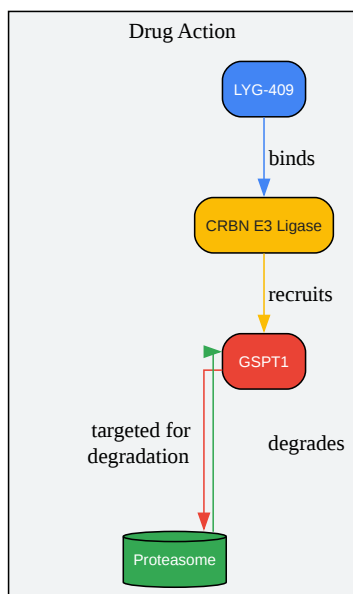 Drug Action
LYG-409
binds
CRBN E3 Ligase
recruits
GSPT1
targeted for
degradation
degrades
Proteasome